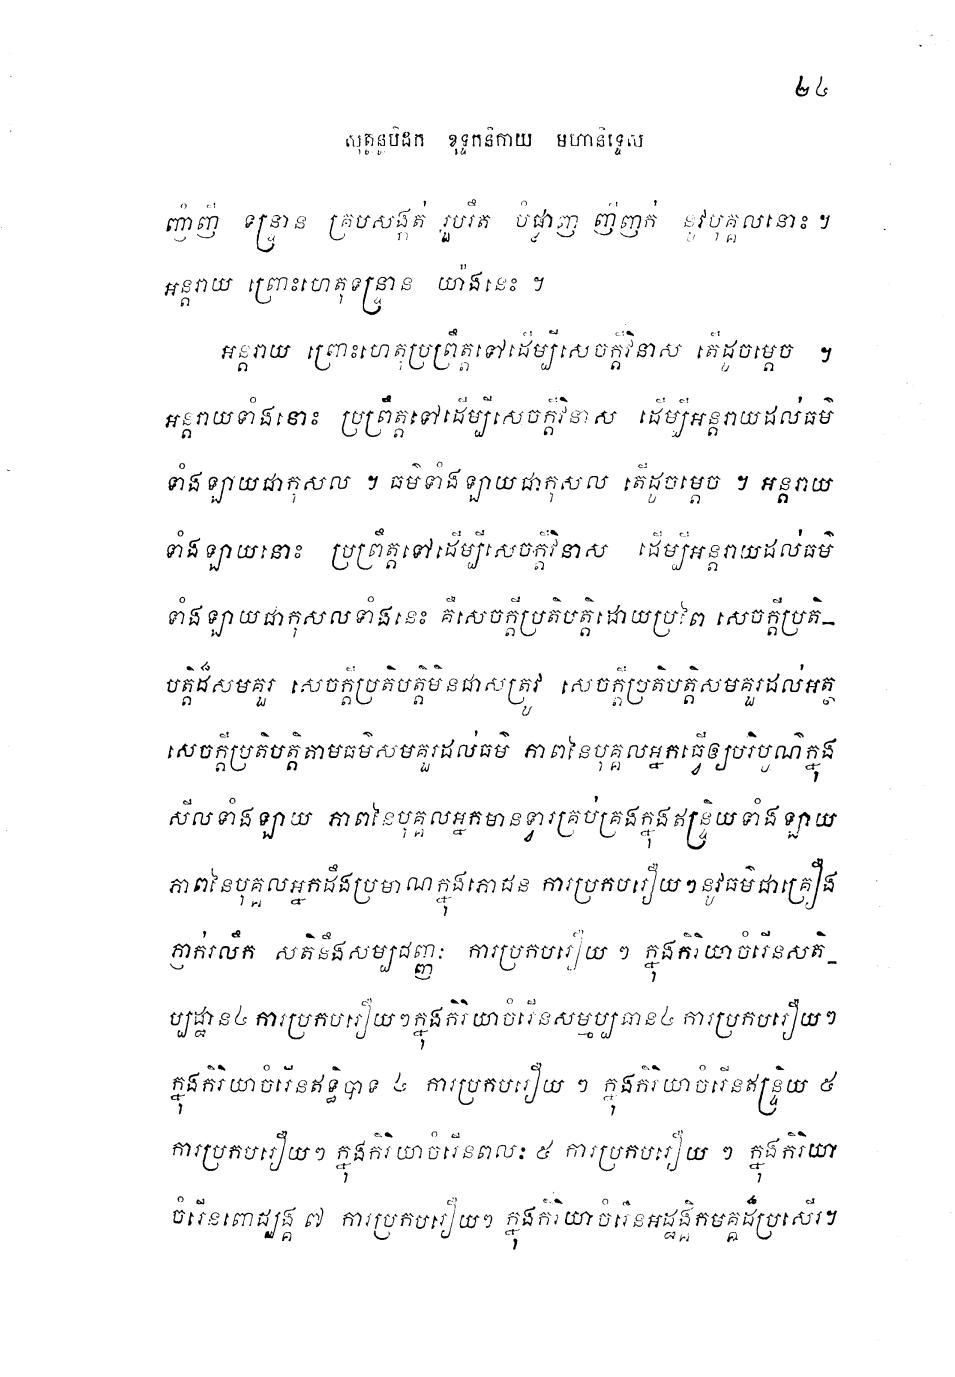 ២៤
សុត្តន្តបិដក ខុទ្ទកនិកាយ មហានិទ្ទេស
ញាំញី ទន្ទ្រាន គ្របសង្កត់ រួបរឹត បំផ្ទាញ ញីញក់ នូវបុគ្គលនោះ ។
អន្តរាយ ព្រោះហេតុទន្ទ្រាន យ៉ាងនេះ ។
អន្តរាយ ព្រោះហេតុប្រព្រឹត្តទៅដើម្បីសេចក្តីវិនាស តើដូចម្តេច ។
អន្តរាយទាំងនោះ ប្រព្រឹត្តទៅដើម្បីសេចក្តីវិនាស ដើម្បីអន្តរាយដល់ធម៌
ទាំងឡាយជាកុសល ។ ធម៌ទាំងឡាយជាកុសល តើដូចម្តេច ។ អន្តរាយ
ទាំងឡាយនោះ ប្រព្រឹត្តទៅដើម្បីសេចក្តីវិនាស ដើម្បីអន្តរាយដល់ធម៌
ទាំងឡាយជាកុសលទាំងនេះ គឺសេចក្តីប្រតិបត្តិដោយប្រពៃ សេចក្តីប្រតិ-
បត្តិដ៏សមគួរ សេចក្តីប្រតិបត្តិមិនជាសត្រូវ សេចក្តីប្រតិបត្តិសមគួរដល់អត្ថ
សេចក្តីប្រតិបត្តិតាមធម៌សមគួរដល់ធម៌ ភាពនៃបុគ្គលអ្នកធ្វើឲ្យបរិបូណ៌ក្នុង
សីលទាំងឡាយ ភាពនៃបុគ្គលអ្នកមានទ្វារគ្រប់គ្រងក្នុងឥន្ទ្រិយទាំងឡាយ
ភាពនៃបុគ្គលអ្នកដឹងប្រមាណក្នុងភោជន ការប្រកបរឿយៗនូវធម៌ជាគ្រឿង
ភ្ញាក់រលឹក សតិនឹងសម្បជញ្ញៈ ការប្រកបរឿយ ៗ ក្នុងកិរិយាចំរើនសតិ-
ប្បដ្ឋាន៤ ការប្រកបរឿយៗក្នុងកិរិយាចំរើនសម្មប្បធាន៤ ការប្រកបរឿយៗ
ក្នុងកិរិយាចំរើនឥទ្ធិបាទ ៤ ការប្រកបរឿយ ៗ ក្នុងកិរិយាចំរើនឥន្ទ្រិយ ៥
ការប្រកបរឿយៗ ក្នុងកិរិយាចំរើនពលៈ ៥ ការប្រកបរឿយ ៗ ក្នុងកិរិយា
ចំរើនពោជ្ឈង្គ ៧ ការប្រកបរឿយៗ ក្នុងកិរិយាចំរើនអដ្ឋង្គិកមគ្គដ៏ប្រសើរ។